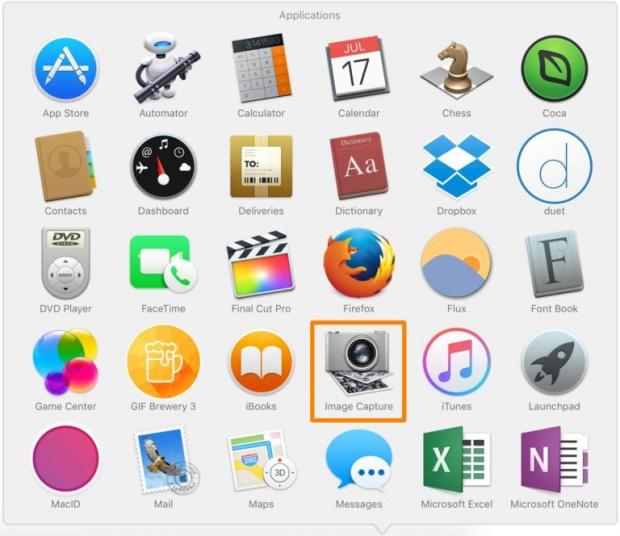 Applications
3.141593
JUL
17
App Store
Automator
Calculator
Calendar
Chess
Coca
TO:
Dictionary
Aa
d
Contacts
Dashboard
Deliveries
Dictionary
Dropbox
duet
DVD
VIDEO
F
DVD Player
FaceTime
Final Cut Pro
Firefox
Flux
Font Book
Game Center
GIF Brewery 3
iBooks
Image Capture
iTunes
Launchpad
280
3D
X
N
MacID
Mail
Maps
Messages
Microsoft Excel
Microsoft OneNote